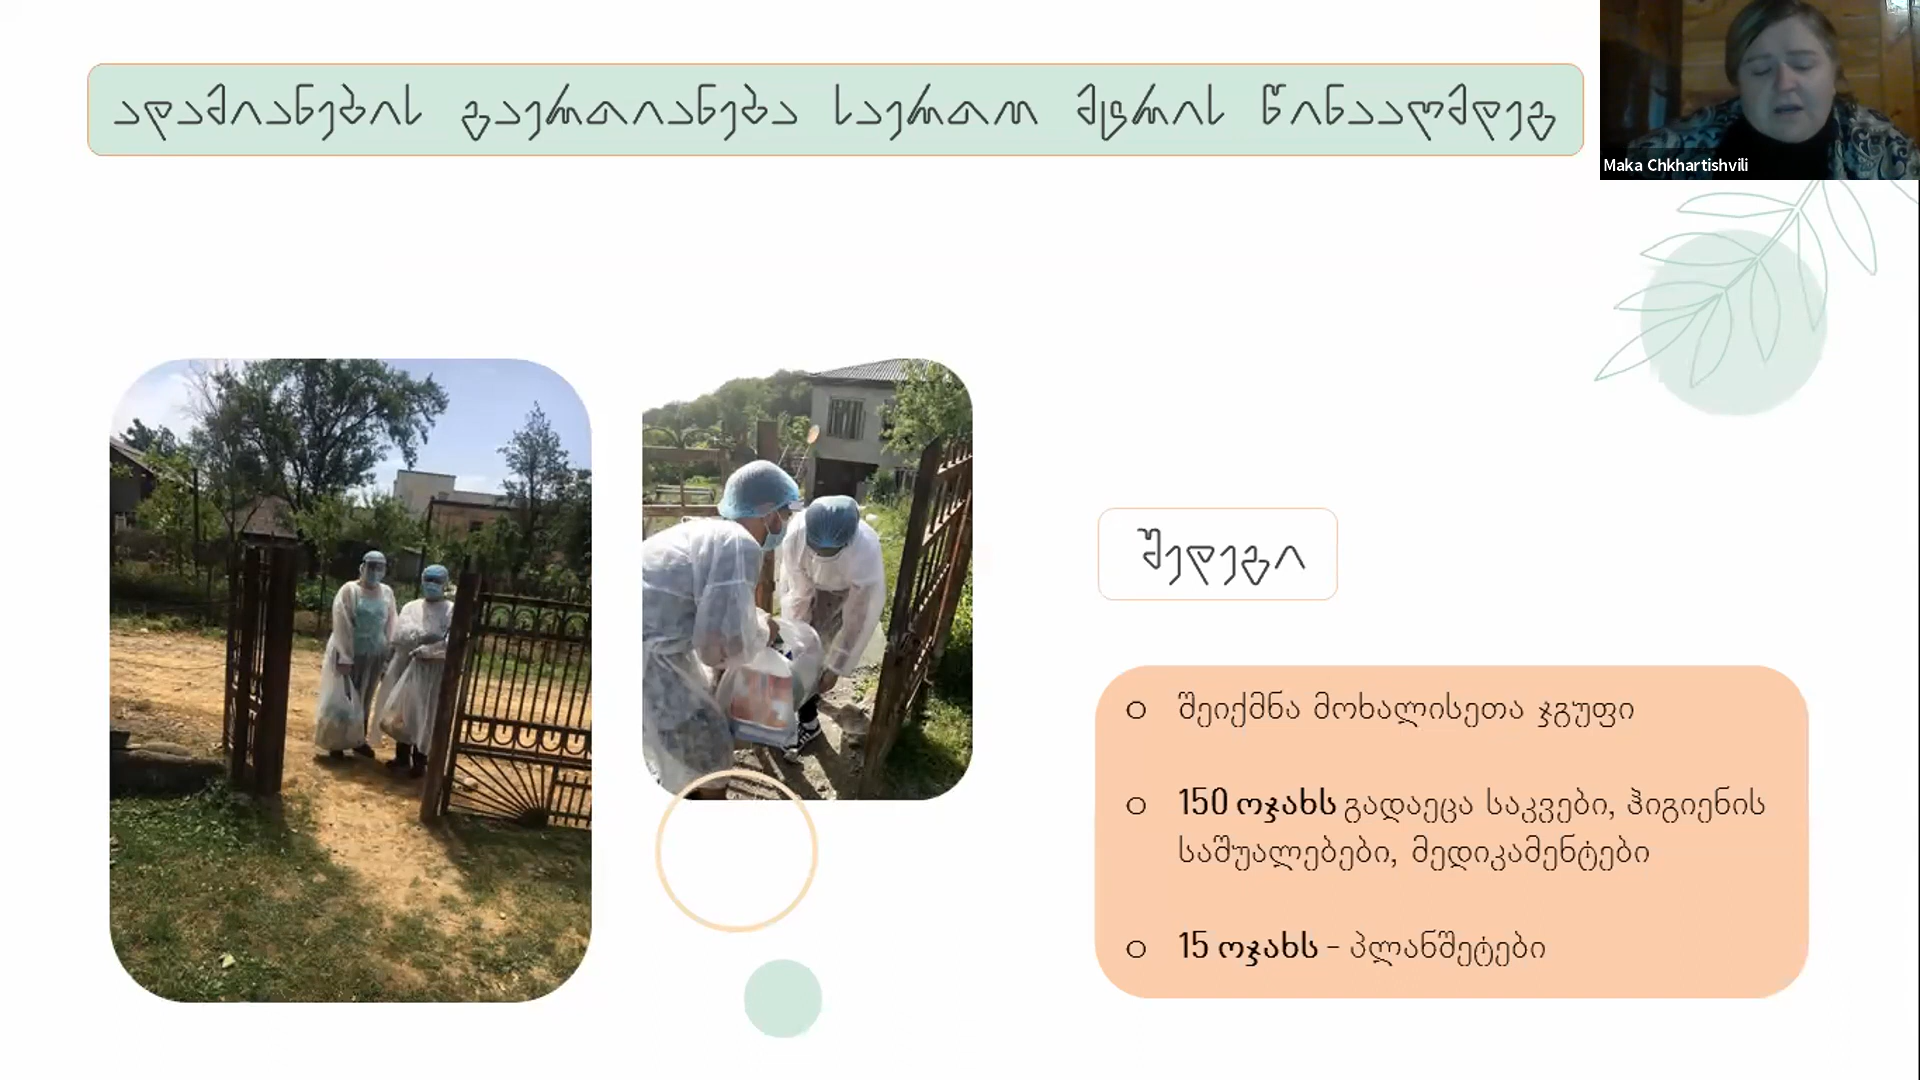 ადამიანების გაერთიანება საერთო მტრის წინააღმდეგ
Maka Chkhartishvili
შედეგი
o შეიქმნა მოხალისეთა ჯგუფი
o 150 ოჯახს გადაეცა საკვები, ჰიგიენის
საშუალებები, მედიკამენტები
o 15 ოჯახს - პლანშეტები